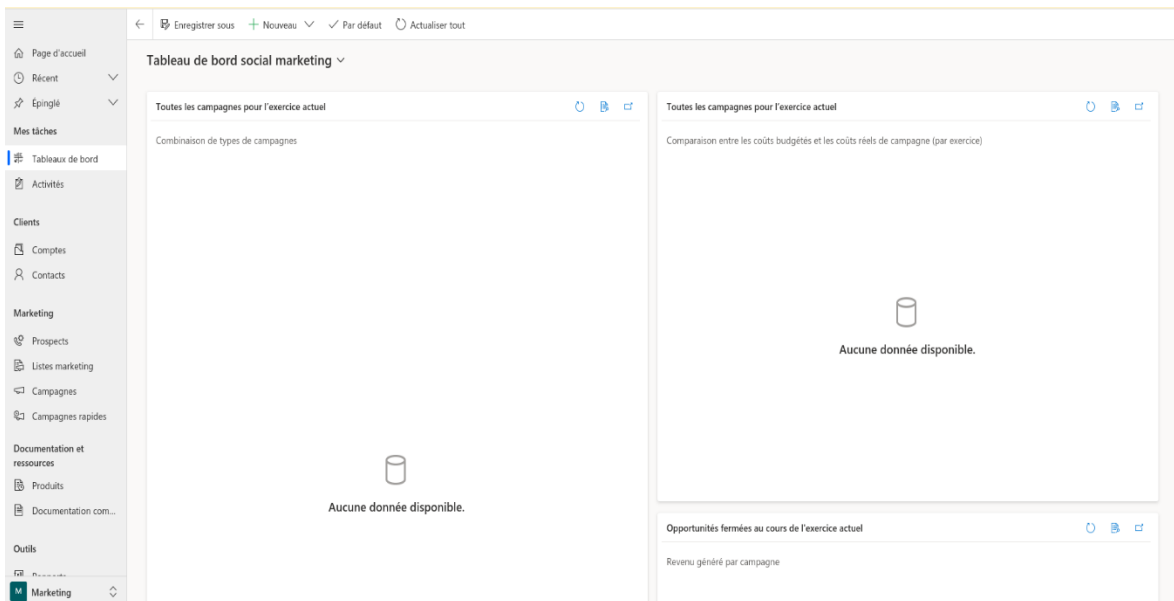 Enregistrer sous
Nouveau
Par défaut
Actualiser tout
Page d'accueil
Récent
Épinglé
Mes tâches
Tableaux de bord
Activités
Clients
Comptes
Contacts
Marketing
Prospects
Listes marketing
Campagnes
Campagnes rapides
Documentation et
ressources
Produits
Documentation com...
Outils
M Marketing
Tableau de bord social marketing
Toutes les campagnes pour l'exercice actuel
Combinaison de types de campagnes
Aucune donnée disponible.
Toutes les campagnes pour l'exercice actuel
Comparaison entre les coûts budgétés et les coûts réels de campagne (par exercice)
Aucune donnée disponible.
Opportunités fermées au cours de l'exercice actuel
Revenu généré par campagne